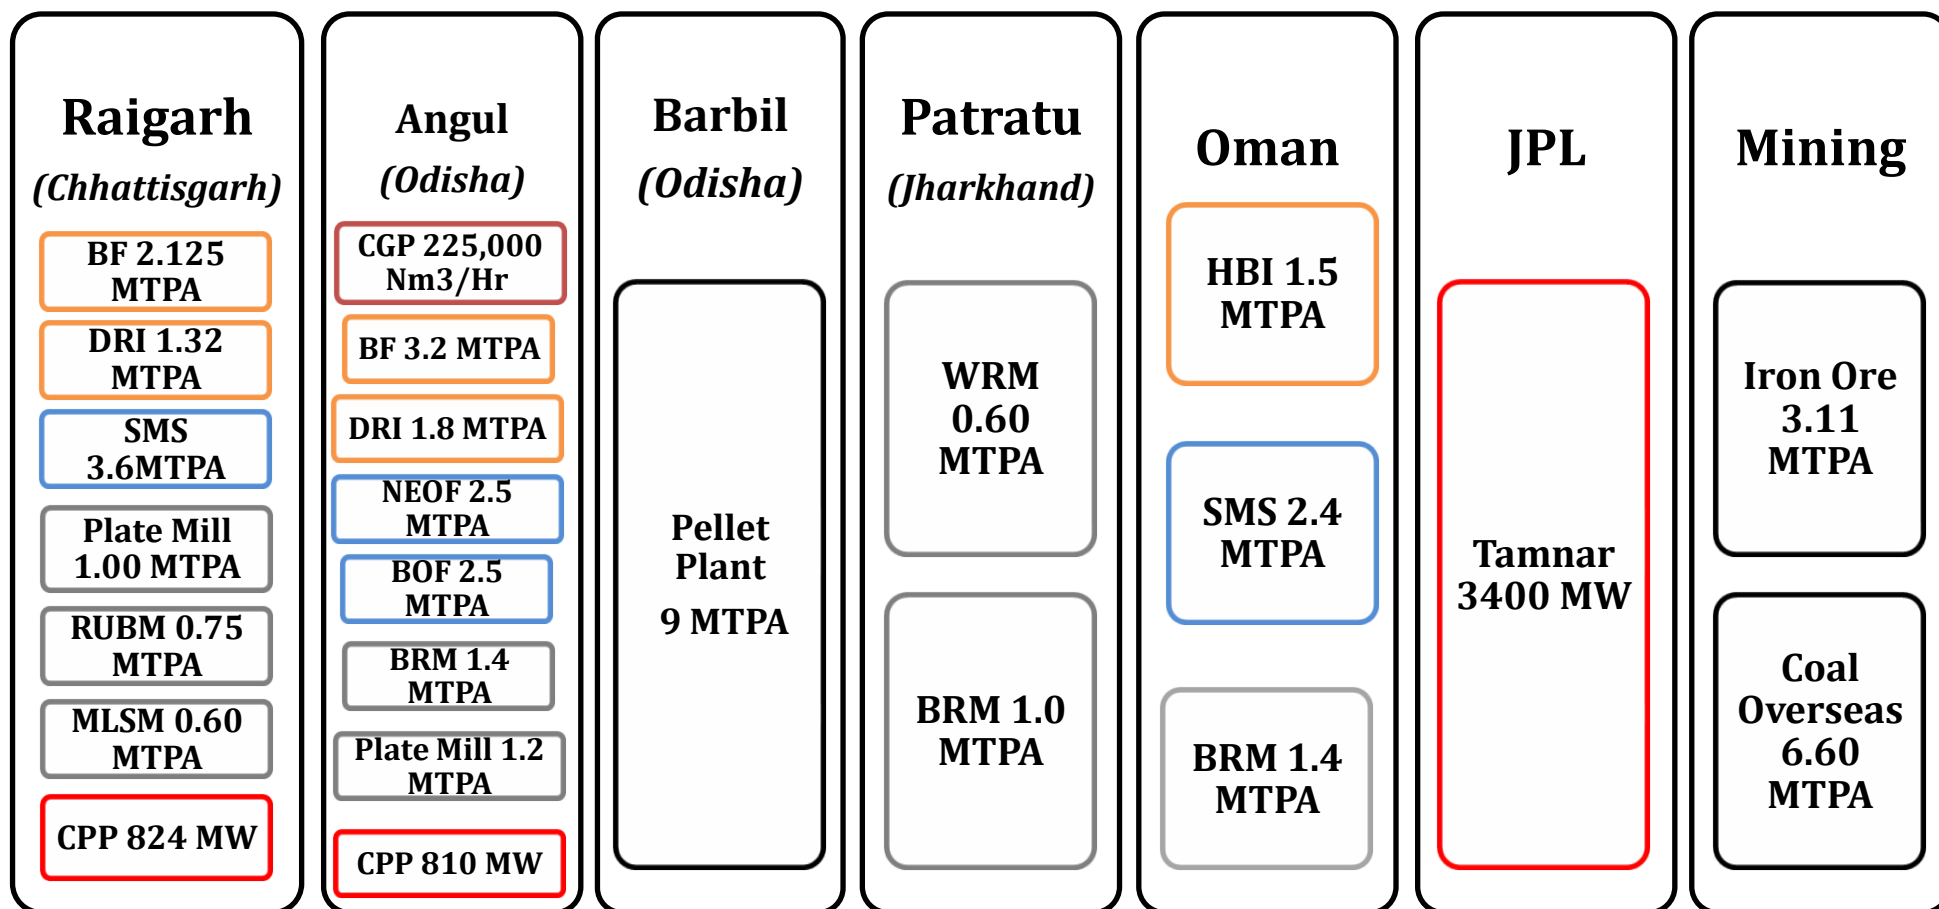 Raigarh
(Chhattisgarh)
BF 2.125
MTPA
DRI 1.32
MTPA
SMS
3.6MTPA
Plate Mill
1.00 MTPA
RUBM 0.75
MTPA
MLSM 0.60
MTPA
CPP 824 MW
Angul
(Odisha)
CGP 225,000
Nm3/Hr
BF 3.2 MTPA
DRI 1.8 MTPA
NEOF 2.5
MTPA
BOF 2.5
MTPA
BRM 1.4
MTPA
Plate Mill 1.2
MTPA
CPP 810 MW
Barbil
(Odisha)
Pellet
Plant
9 MTPA
Patratu
(Jharkhand)
WRM
0.60
MTPA
BRM 1.0
MTPA
Oman
HBI 1.5
MTPA
SMS 2.4
MTPA
BRM 1.4
MTPA
JPL
Tamnar
3400 MW
Mining
Iron Ore
3.11
MTPA
Coal
Overseas
6.60
MTPA